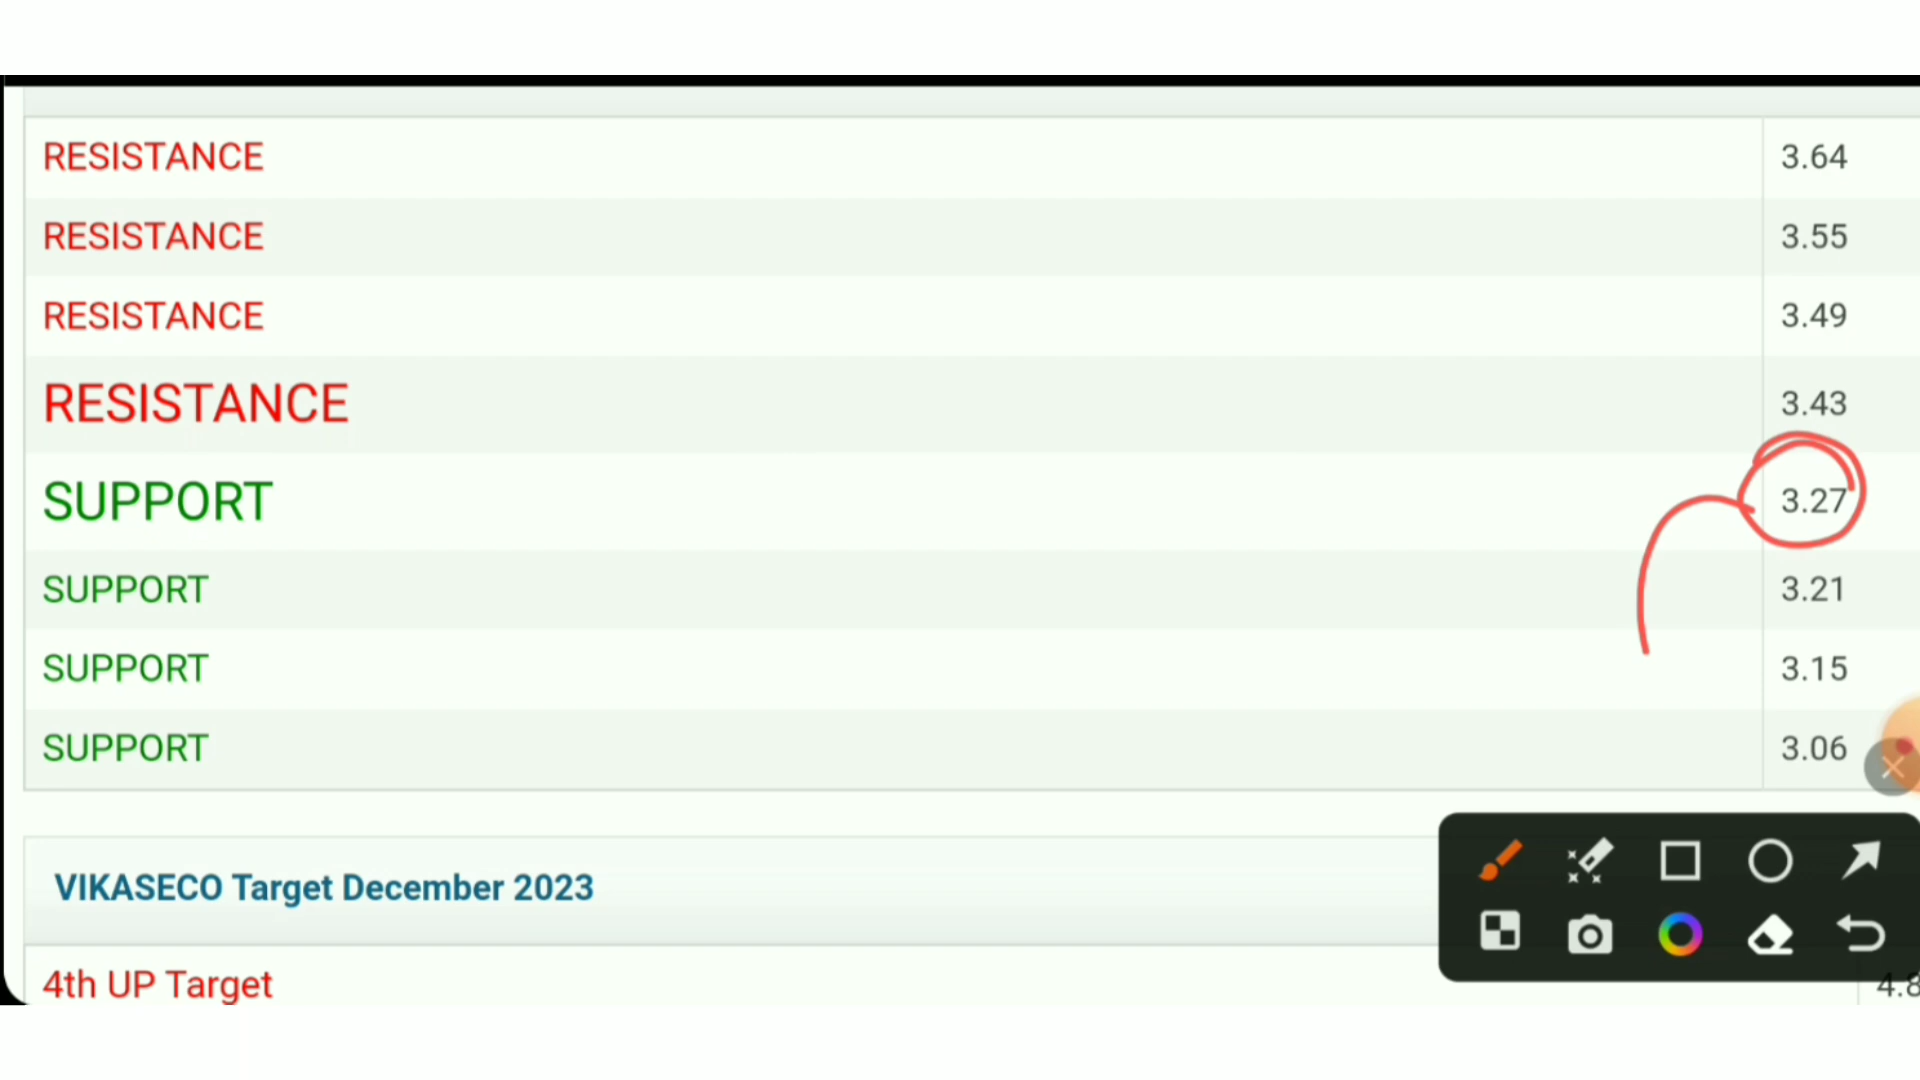 RESISTANCE 3.64
RESISTANCE 3.55
RESISTANCE 3.49
RESISTANCE 3.43
SUPPORT 3.27
SUPPORT 3.21
SUPPORT 3.15
SUPPORT 3.06
VIKASECO Target December 2023
4th UP Target